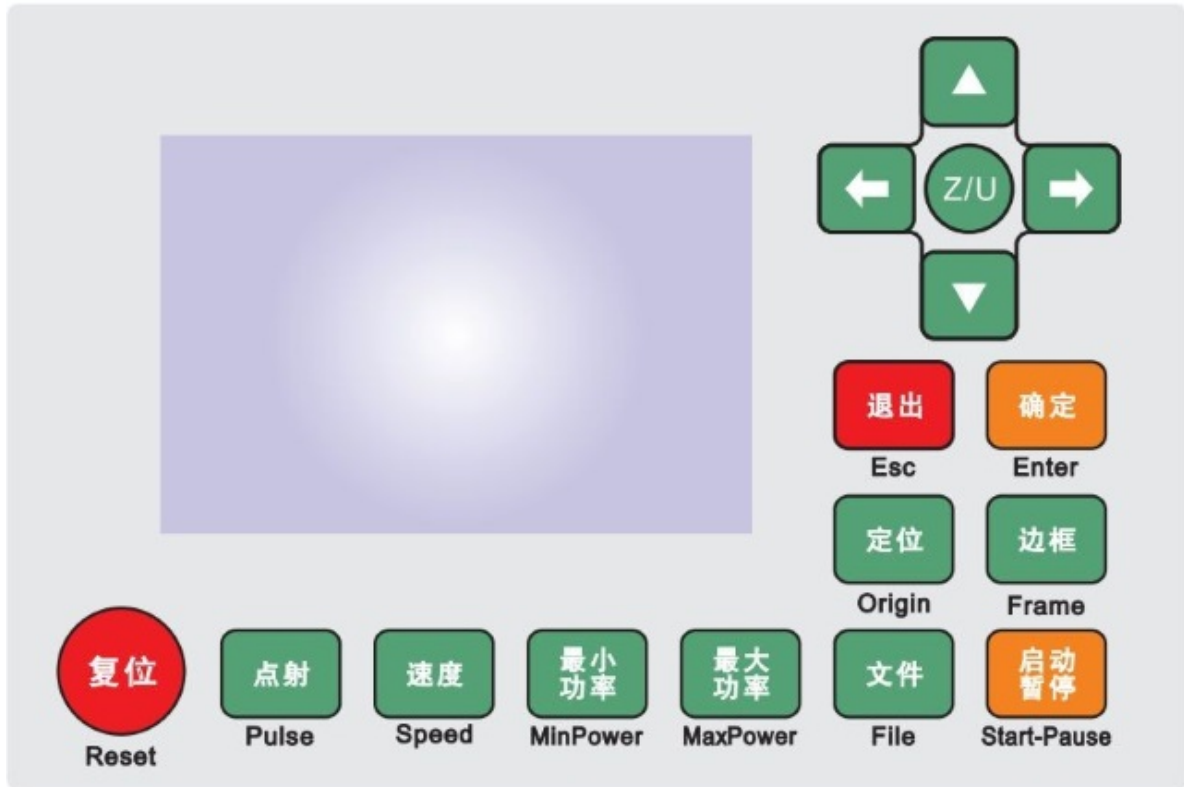 Z/U
退出
确定
Esc
Enter
定位
边框
Origin
Frame
复位
点射
速度
最小
功率
最大
功率
文件
启动
暂停
Reset
Pulse
Speed
MinPower
MaxPower
File
Start-Pause